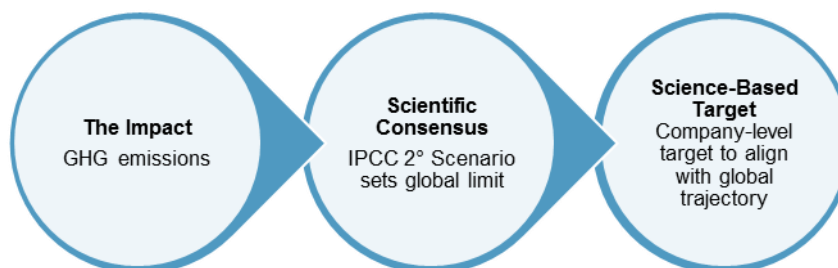 The Impact
GHG emissions
Scientific
Consensus
IPCC 2° Scenario
sets global limit
Science-Based
Target
Company-level
target to align
with global
trajectory